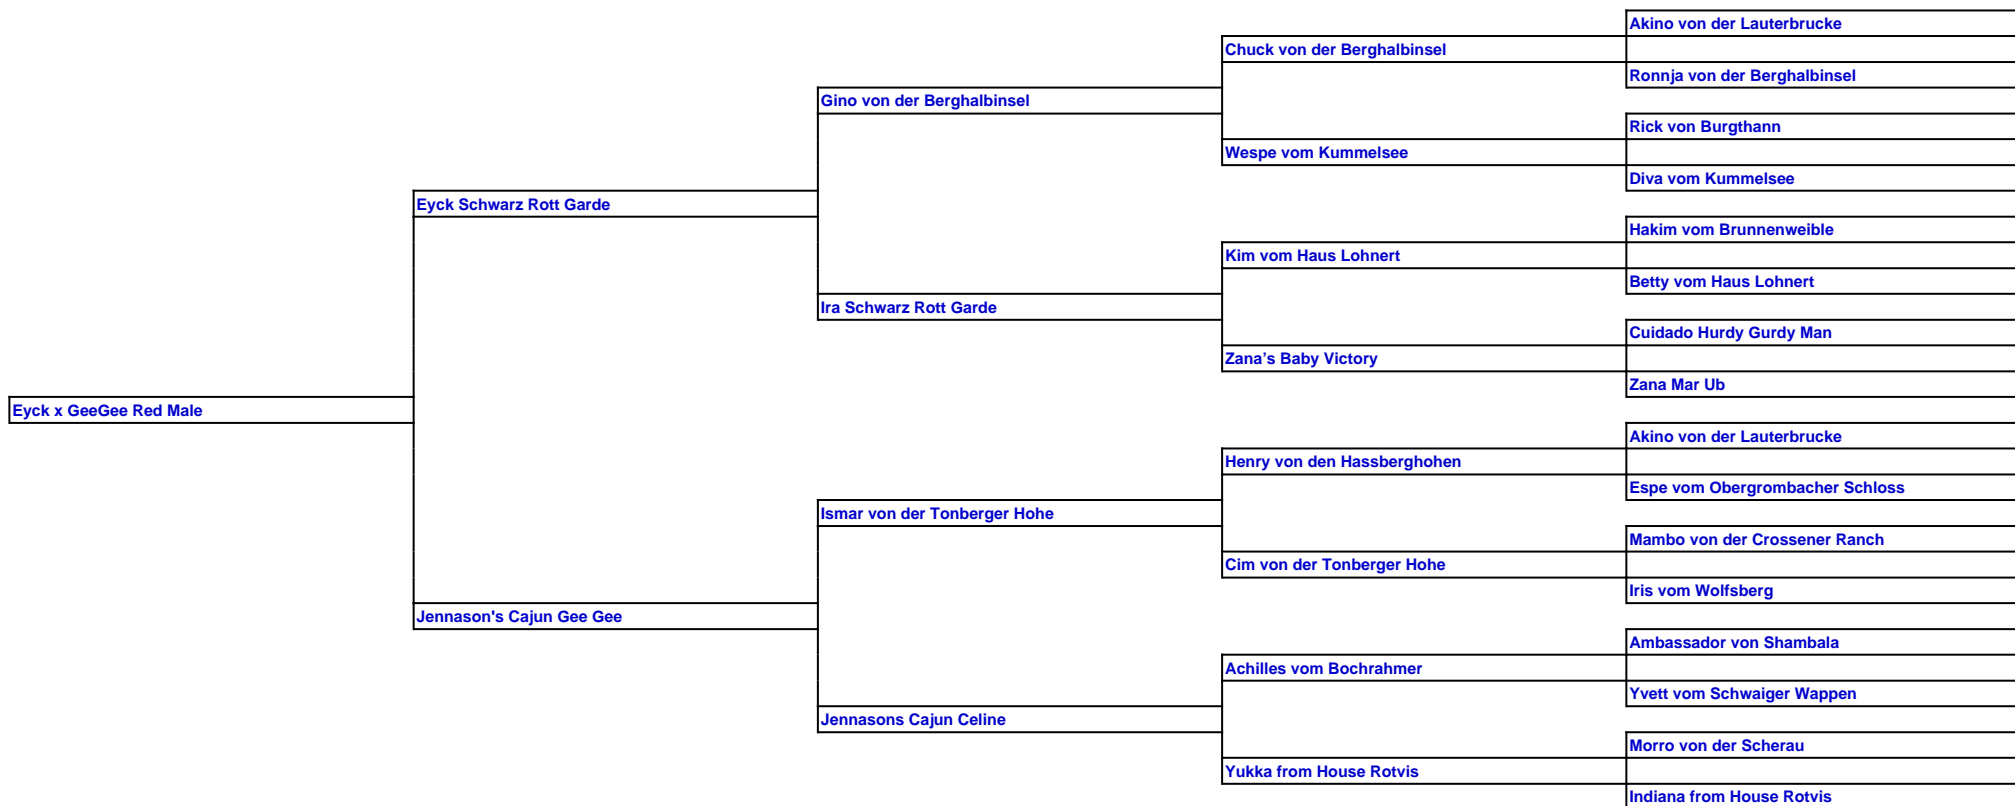 Akino von der Lauterbrucke
Chuck von der Berghalbinsel
Ronnja von der Berghalbinsel
Gino von der Berghalbinsel
Rick von Burgthann
Wespe vom Kummelsee
Diva vom Kummelsee
Eyck Schwarz Rott Garde
Hakim vom Brunnenweible
Kim vom Haus Lohnert
Betty vom Haus Lohnert
Ira Schwarz Rott Garde
Cuidado Hurdy Gurdy Man
Zana’s Baby Victory
Zana Mar Ub
Eyck x GeeGee Red Male
Akino von der Lauterbrucke
Henry von den Hassberghohen
Espe vom Obergrombacher Schloss
Ismar von der Tonberger Hohe
Mambo von der Crossener Ranch
Cim von der Tonberger Hohe
Iris vom Wolfsberg
Jennason's Cajun Gee Gee
Ambassador von Shambala
Achilles vom Bochrahmer
Yvett vom Schwaiger Wappen
Jennasons Cajun Celine
Morro von der Scherau
Yukka from House Rotvis
Indiana from House Rotvis